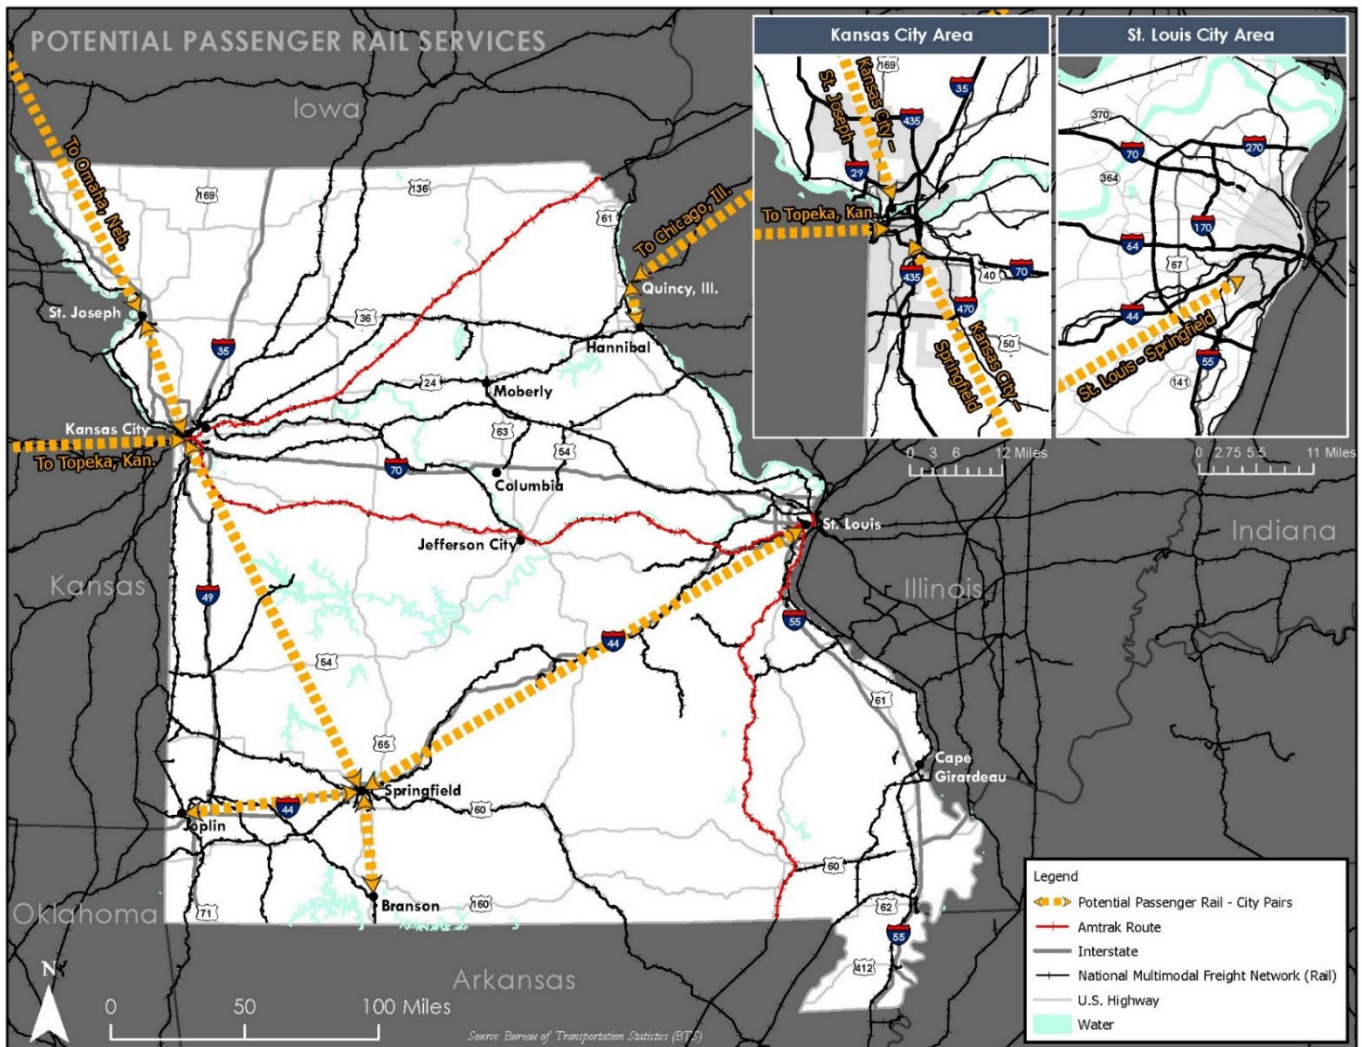 POTENTIAL PASSENGER RAIL SERVICES
Kansas City Area
St. Louis City Area
Iowa
To Omaha, Neb.
169
136
61
To Chicago, Ill.
Quincy, Ill.
St. Joseph
36
35
Hannibal
24
Moberly
Kansas City
To Topeka, Kan.
63
54
70
Columbia
St. Louis
Jefferson City
Kansas
Illinois
Indiana
49
44
55
54
61
65
Cape
Girardeau
Springfield
44
60
Joplin
60
Branson
160
Oklahoma
71
62
55
412
Arkansas
N
0 50 100 Miles
Source: Bureau of Transportation Statistics (BTS)
Kansas City –
St. Joseph
169
35
435
29
To Topeka, Kan.
435
40
70
470
50
Kansas City –
Springfield
0 3 6 12 Miles
370
70
270
364
170
64
67
44
St. Louis - Springfield
55
141
0 2.75 5.5 11 Miles
Legend
Potential Passenger Rail - City Pairs
Amtrak Route
Interstate
National Multimodal Freight Network (Rail)
U.S. Highway
Water